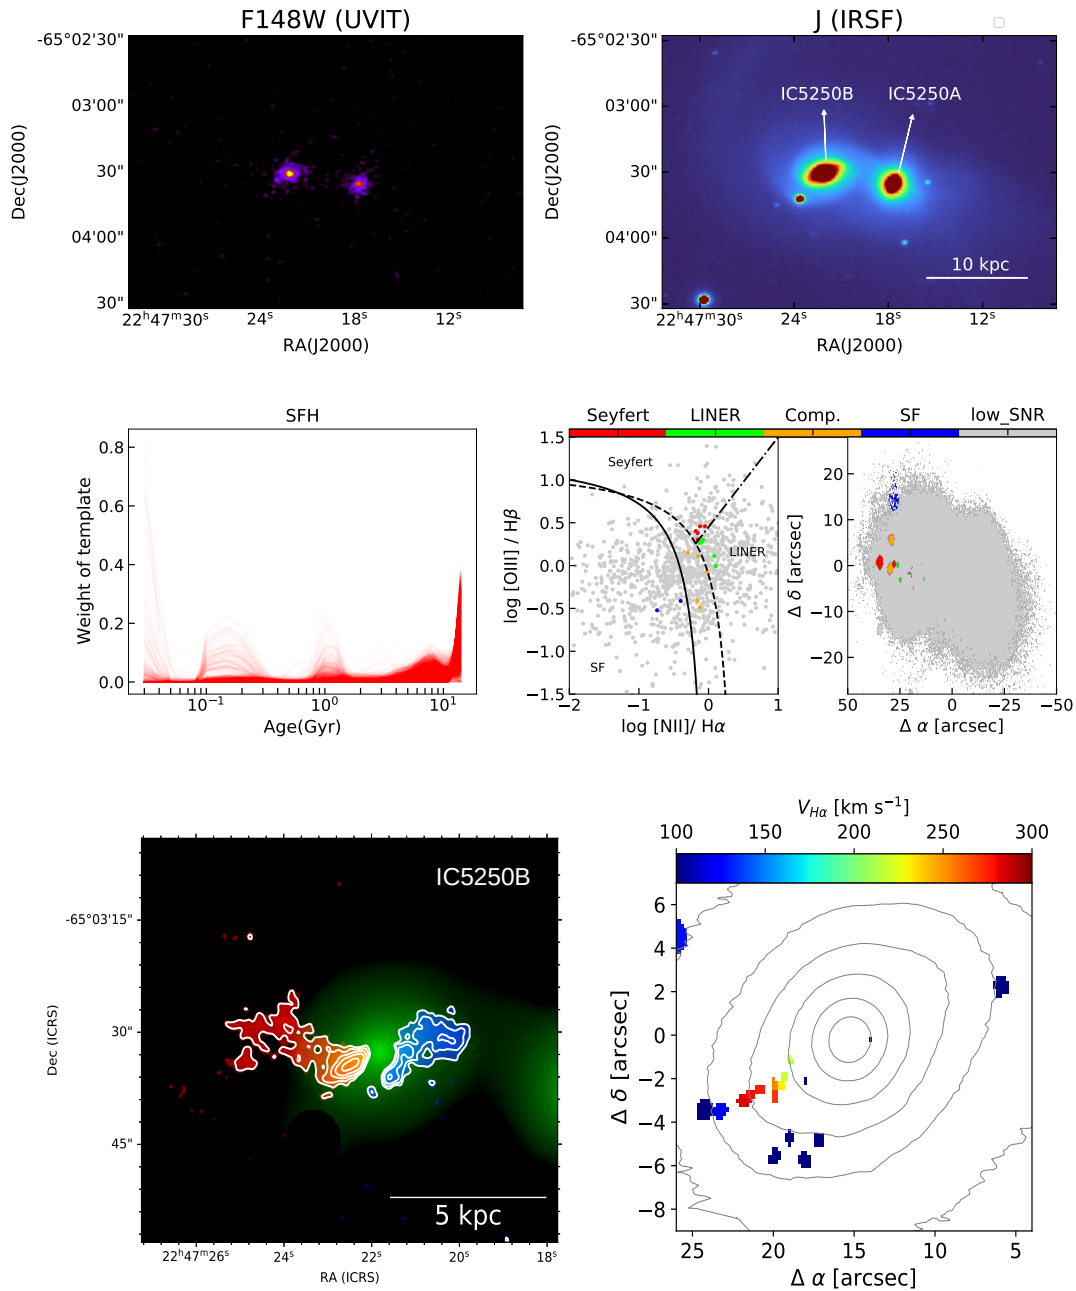 F148W (UVIT)
-65°02'30"
03'00"
30"
04'00"
30"
Dec(J2000)
22ʰ47ᵐ30ˢ 24ˢ 18ˢ 12ˢ
RA(J2000)
J (IRSF)
-65°02'30"
03'00"
30"
04'00"
30"
Dec(J2000)
IC5250B IC5250A
10 kpc
22ʰ47ᵐ30ˢ 24ˢ 18ˢ 12ˢ
RA(J2000)
SFH
0.8
0.6
0.4
0.2
0.0
Weight of template
10⁻¹ 10⁰ 10¹
Age(Gyr)
Seyfert LINER Comp. SF low_SNR
1.5
1.0
0.5
0.0
−0.5
−1.0
−1.5
log [OIII] / Hβ
Seyfert
LINER
SF
−2 −1 0 1
log [NII]/ Hα
20
10
0
−10
−20
Δ δ [arcsec]
50 25 0 −25 −50
Δ α [arcsec]
IC5250B
-65°03'15"
30"
45"
Dec (ICRS)
5 kpc
22ʰ47ᵐ26ˢ 24ˢ 22ˢ 20ˢ 18ˢ
RA (ICRS)
V_Hα [km s⁻¹]
100 150 200 250 300
6
4
2
0
−2
−4
−6
−8
Δ δ [arcsec]
25 20 15 10 5
Δ α [arcsec]